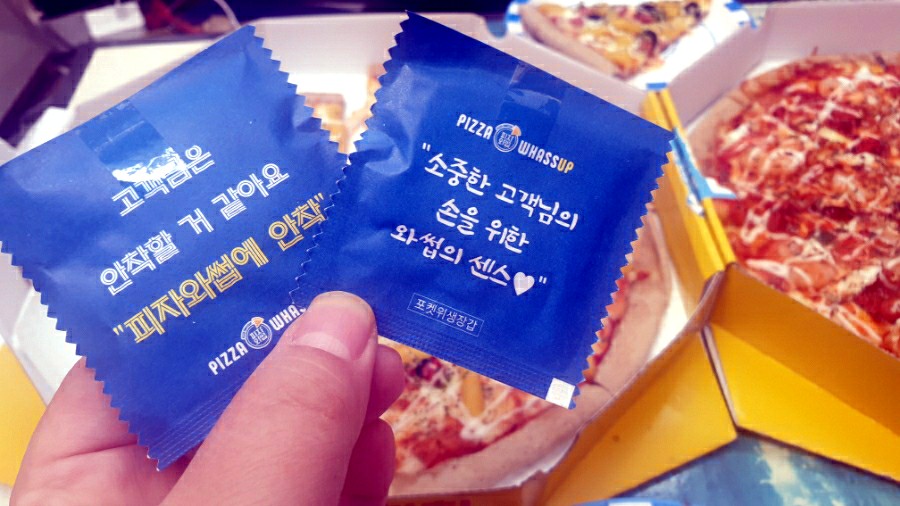 고객님은
안착할 거 같아요
"피자와썹에 안착"
PIZZA WHASS
PIZZA WHASSUP
"소중한 고객님의
손을 위한
와썹의 센스♥"
포켓위생장갑